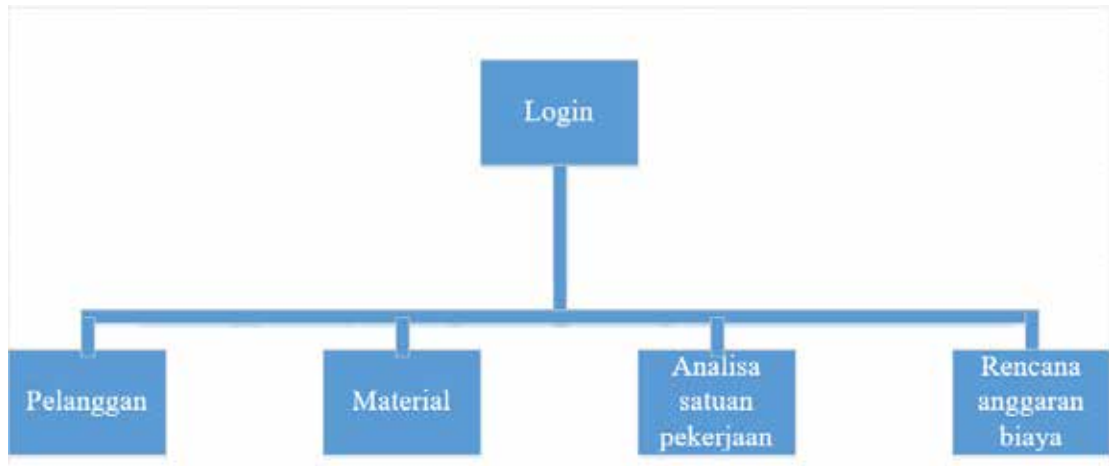 Login
Pelanggan
Material
Analisa
satuan
pekerjaan
Rencana
anggaran
biaya